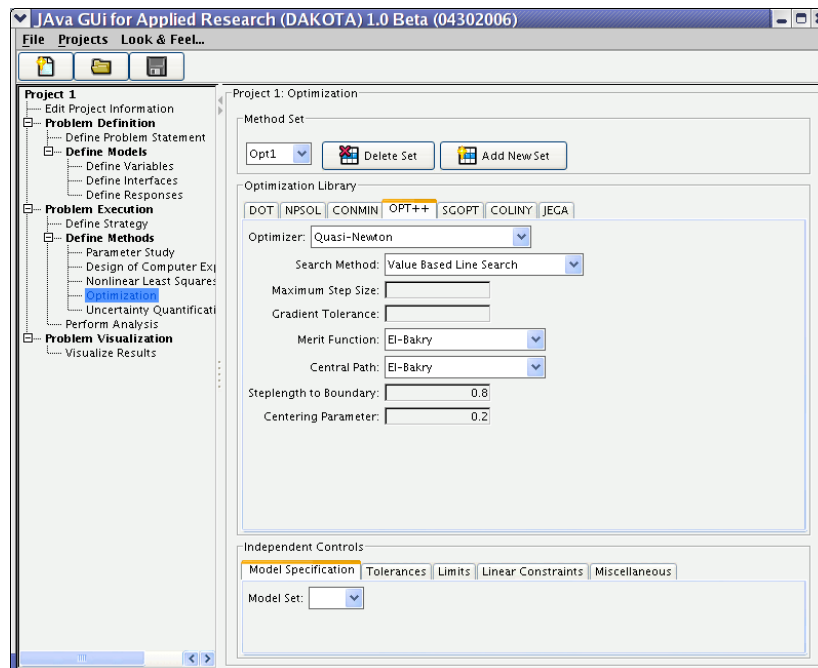 JAva GUi for Applied Research (DAKOTA) 1.0 Beta (04302006)
File Projects Look & Feel...
Project 1
Edit Project Information
Problem Definition
Define Problem Statement
Define Models
Define Variables
Define Interfaces
Define Responses
Problem Execution
Define Strategy
Define Methods
Parameter Study
Design of Computer Exp
Nonlinear Least Squares
Optimization
Uncertainty Quantificati
Perform Analysis
Problem Visualization
Visualize Results
Project 1: Optimization
Method Set
Opt1 Delete Set Add New Set
Optimization Library
DOT NPSOL CONMIN OPT++ SGOPT COLINY JEGA
Optimizer: Quasi-Newton
Search Method: Value Based Line Search
Maximum Step Size:
Gradient Tolerance:
Merit Function: El-Bakry
Central Path: El-Bakry
Steplength to Boundary: 0.8
Centering Parameter: 0.2
Independent Controls
Model Specification Tolerances Limits Linear Constraints Miscellaneous
Model Set: